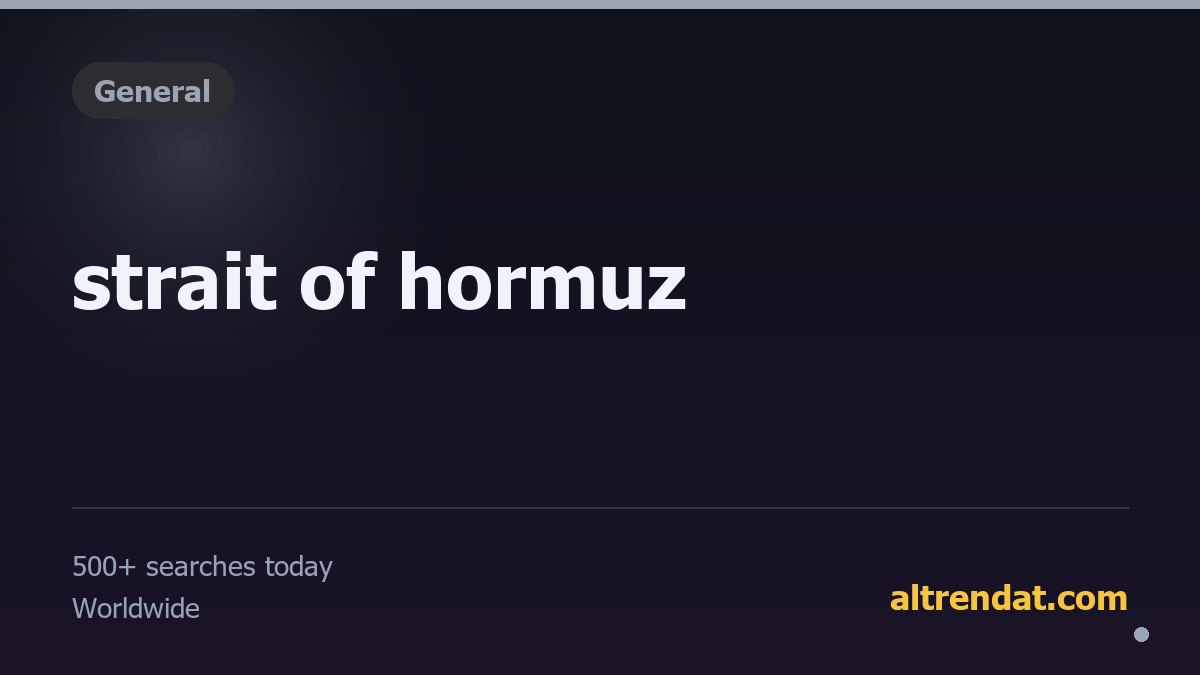 General
strait of hormuz
500+ searches today
Worldwide
altrendat.com